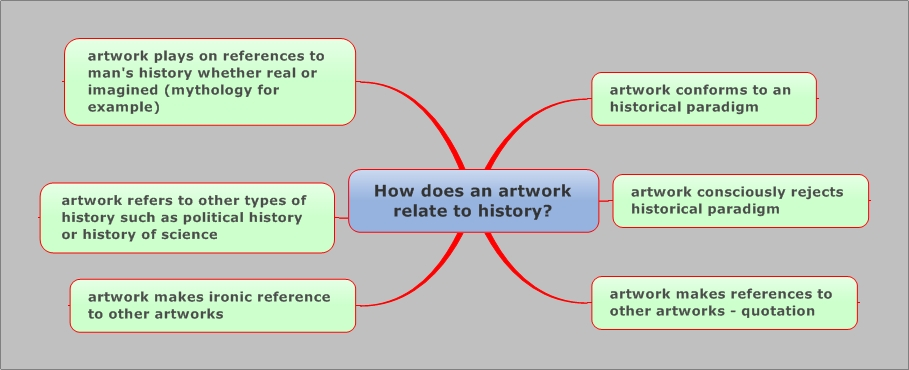 artwork plays on references to
man's history whether real or
imagined (mythology for
example)
artwork conforms to an
historical paradigm
How does an artwork
relate to history?
artwork refers to other types of
history such as political history
or history of science
artwork consciously rejects
historical paradigm
artwork makes ironic reference
to other artworks
artwork makes references to
other artworks - quotation